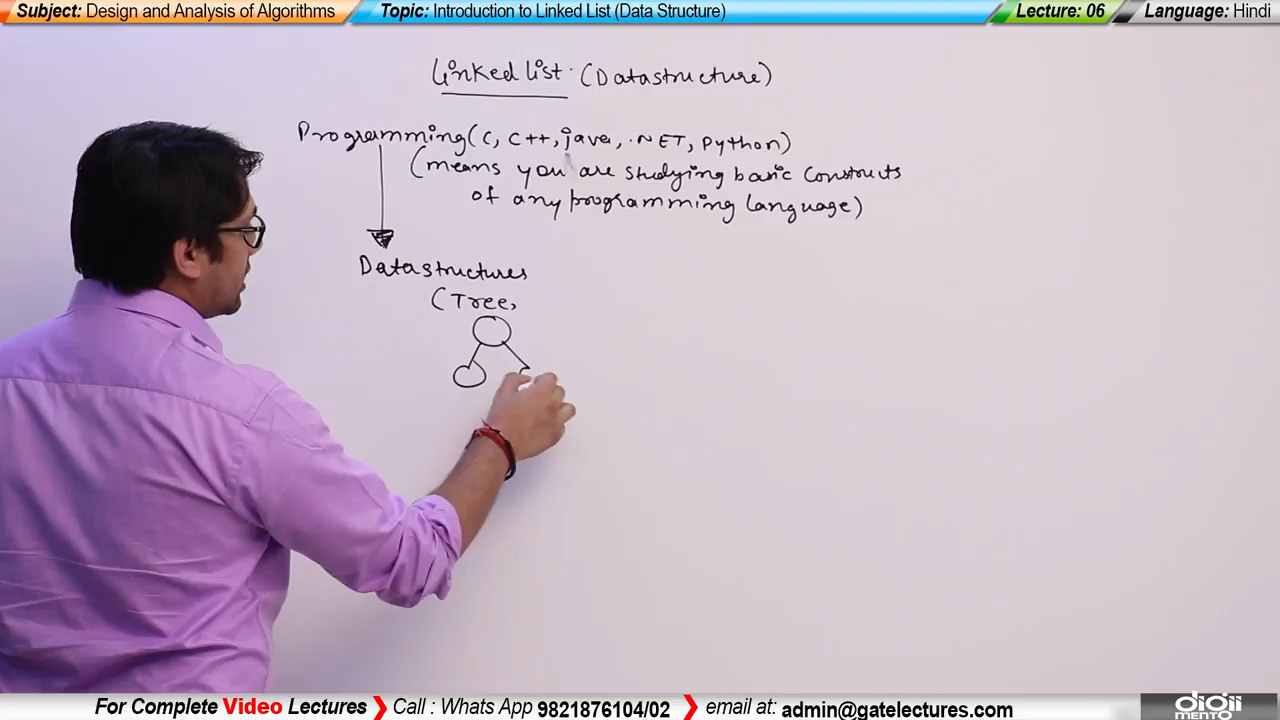 Subject: Design and Analysis of Algorithms
Topic: Introduction to Linked List (Data Structure)
Lecture: 06
Language: Hindi
Linked list. (Datastructure)
Programming (C, C++, java, .NET, Python)
(means you are studying basic constructs
of any programming language)
Datastructures
(Tree,
For Complete Video Lectures ❯ Call : Whats App 9821876104/02 ❯ email at: admin@gatelectures.com
digii
MENTO